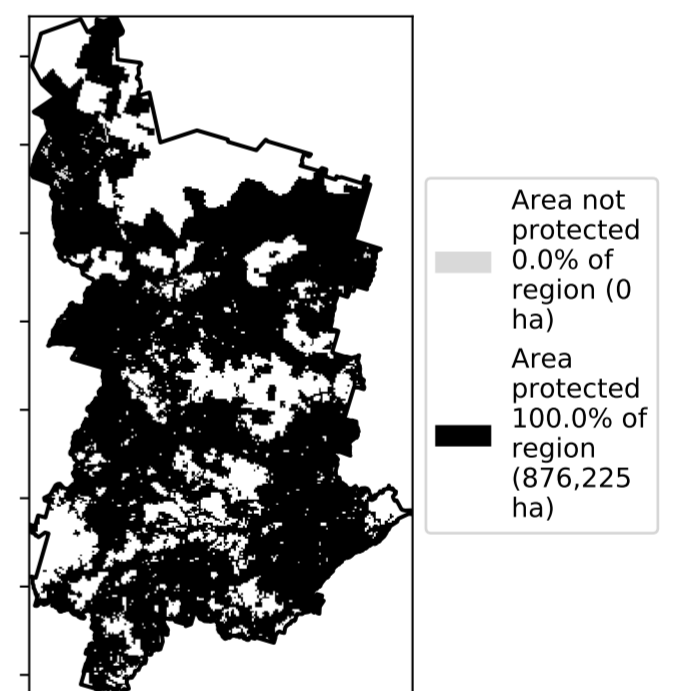 Area not
protected
0.0% of
region (0
ha)
Area
protected
100.0% of
region
(876,225
ha)